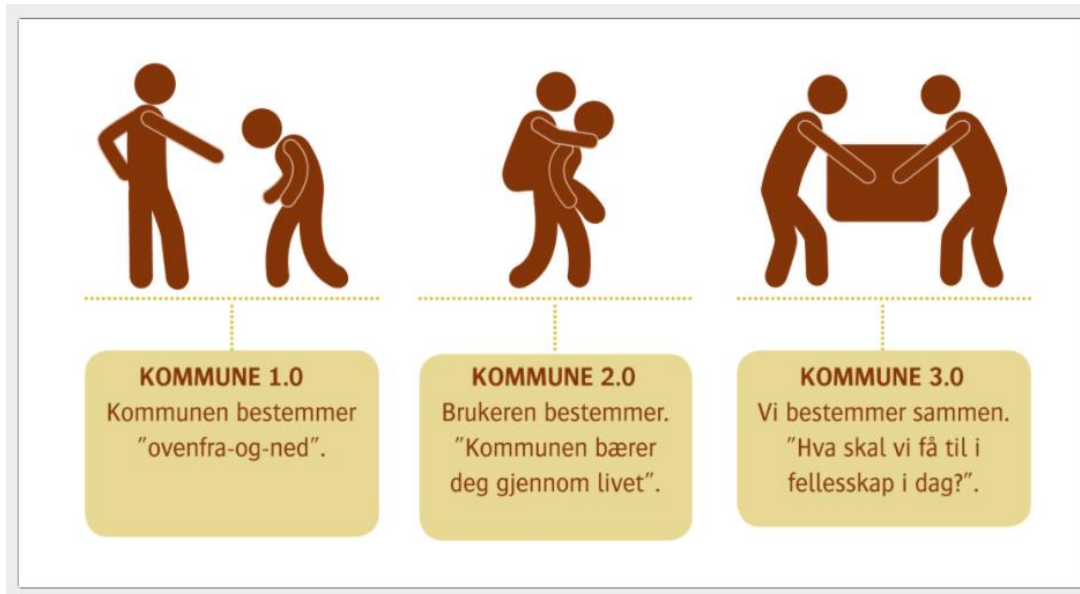 KOMMUNE 1.0
Kommunen bestemmer
”ovenfra-og-ned”.
KOMMUNE 2.0
Brukeren bestemmer.
”Kommunen bærer
deg gjennom livet”.
KOMMUNE 3.0
Vi bestemmer sammen.
”Hva skal vi få til i
fellesskap i dag?”.